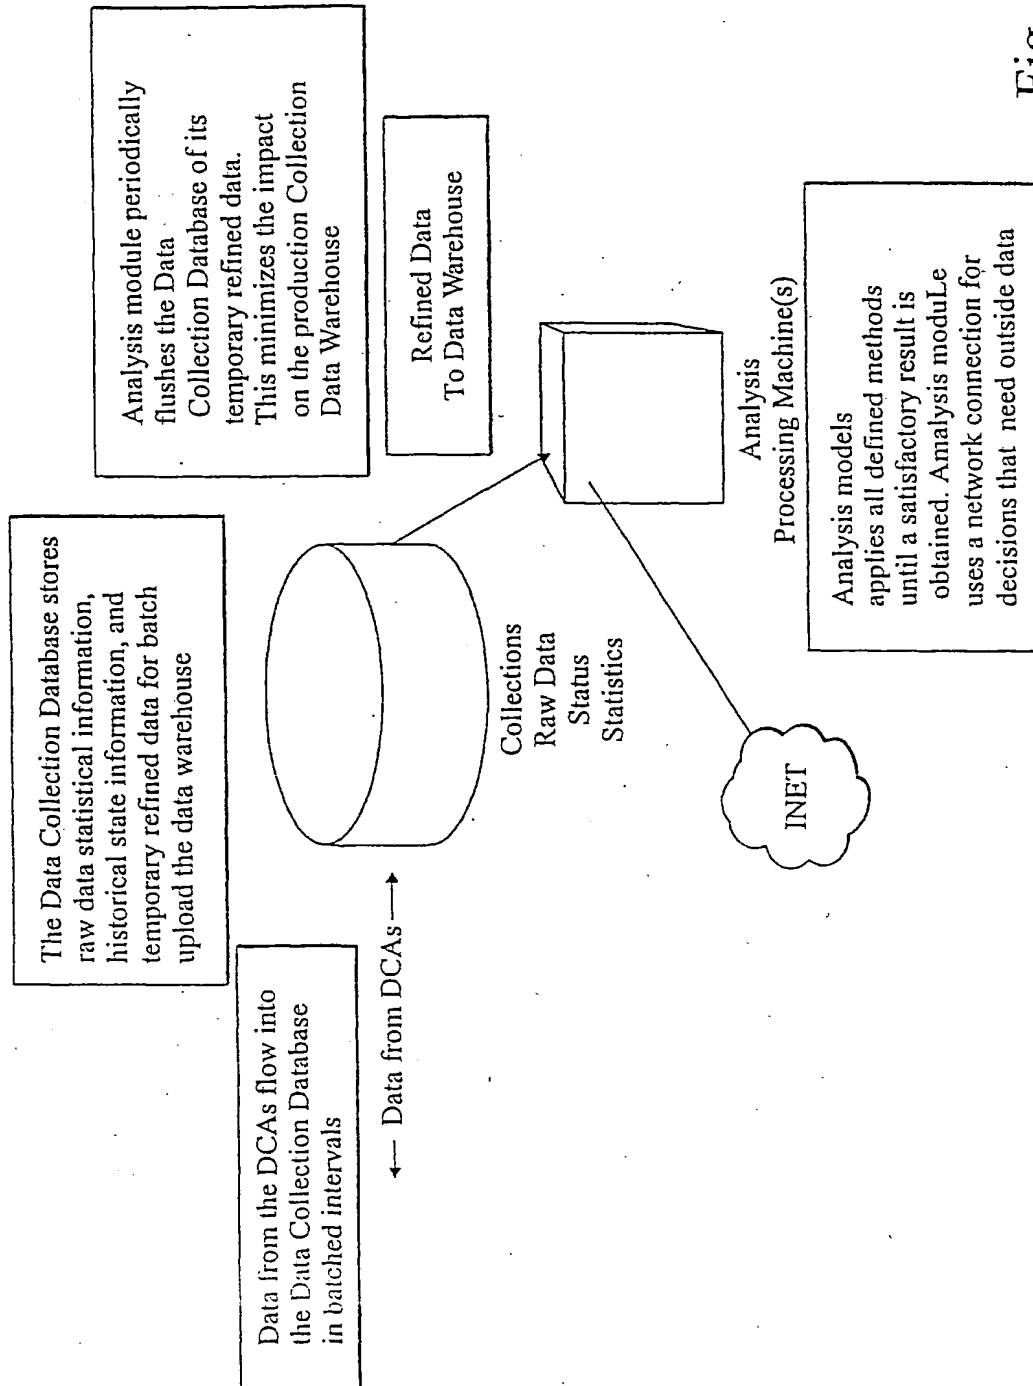 The Data Collection Database stores
raw data statistical information,
historical state information, and
temporary refined data for batch
upload the data warehouse
Analysis module periodically
flushes the Data
Collection Database of its
temporary refined data.
This minimizes the impact
on the production Collection
Data Warehouse
Data from the DCAs flow into
the Data Collection Database
in batched intervals
Data from DCAs
Collections
Raw Data
Status
Statistics
Refined Data
To Data Warehouse
INET
Analysis
Processing Machine(s)
Analysis models
applies all defined methods
until a satisfactory result is
obtained. Amalysis moduLe
uses a network connection for
decisions that need outside data